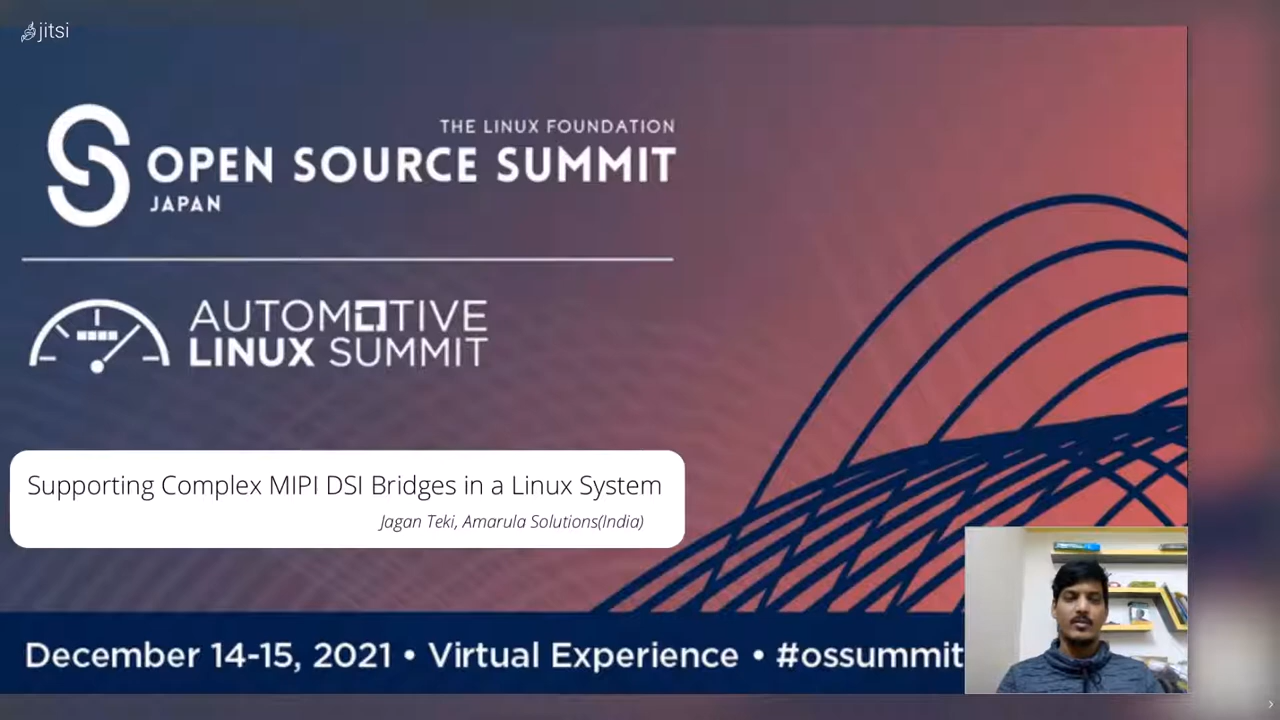 jitsi
THE LINUX FOUNDATION
OPEN SOURCE SUMMIT
JAPAN
AUTOMOTIVE
LINUX SUMMIT
Supporting Complex MIPI DSI Bridges in a Linux System
Jagan Teki, Amarula Solutions(India)
December 14-15, 2021 • Virtual Experience • #ossummit